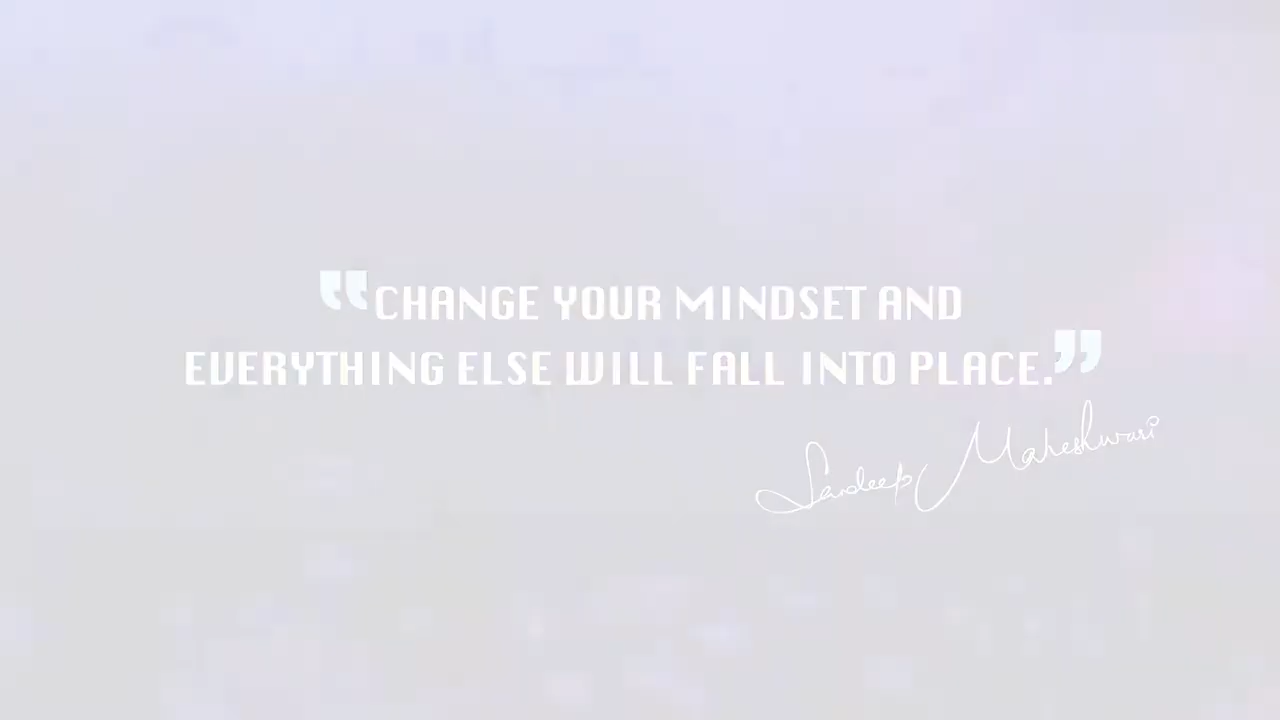 “CHANGE YOUR MINDSET AND
EVERYTHING ELSE WILL FALL INTO PLACE.”
Sandeep Maheshwari